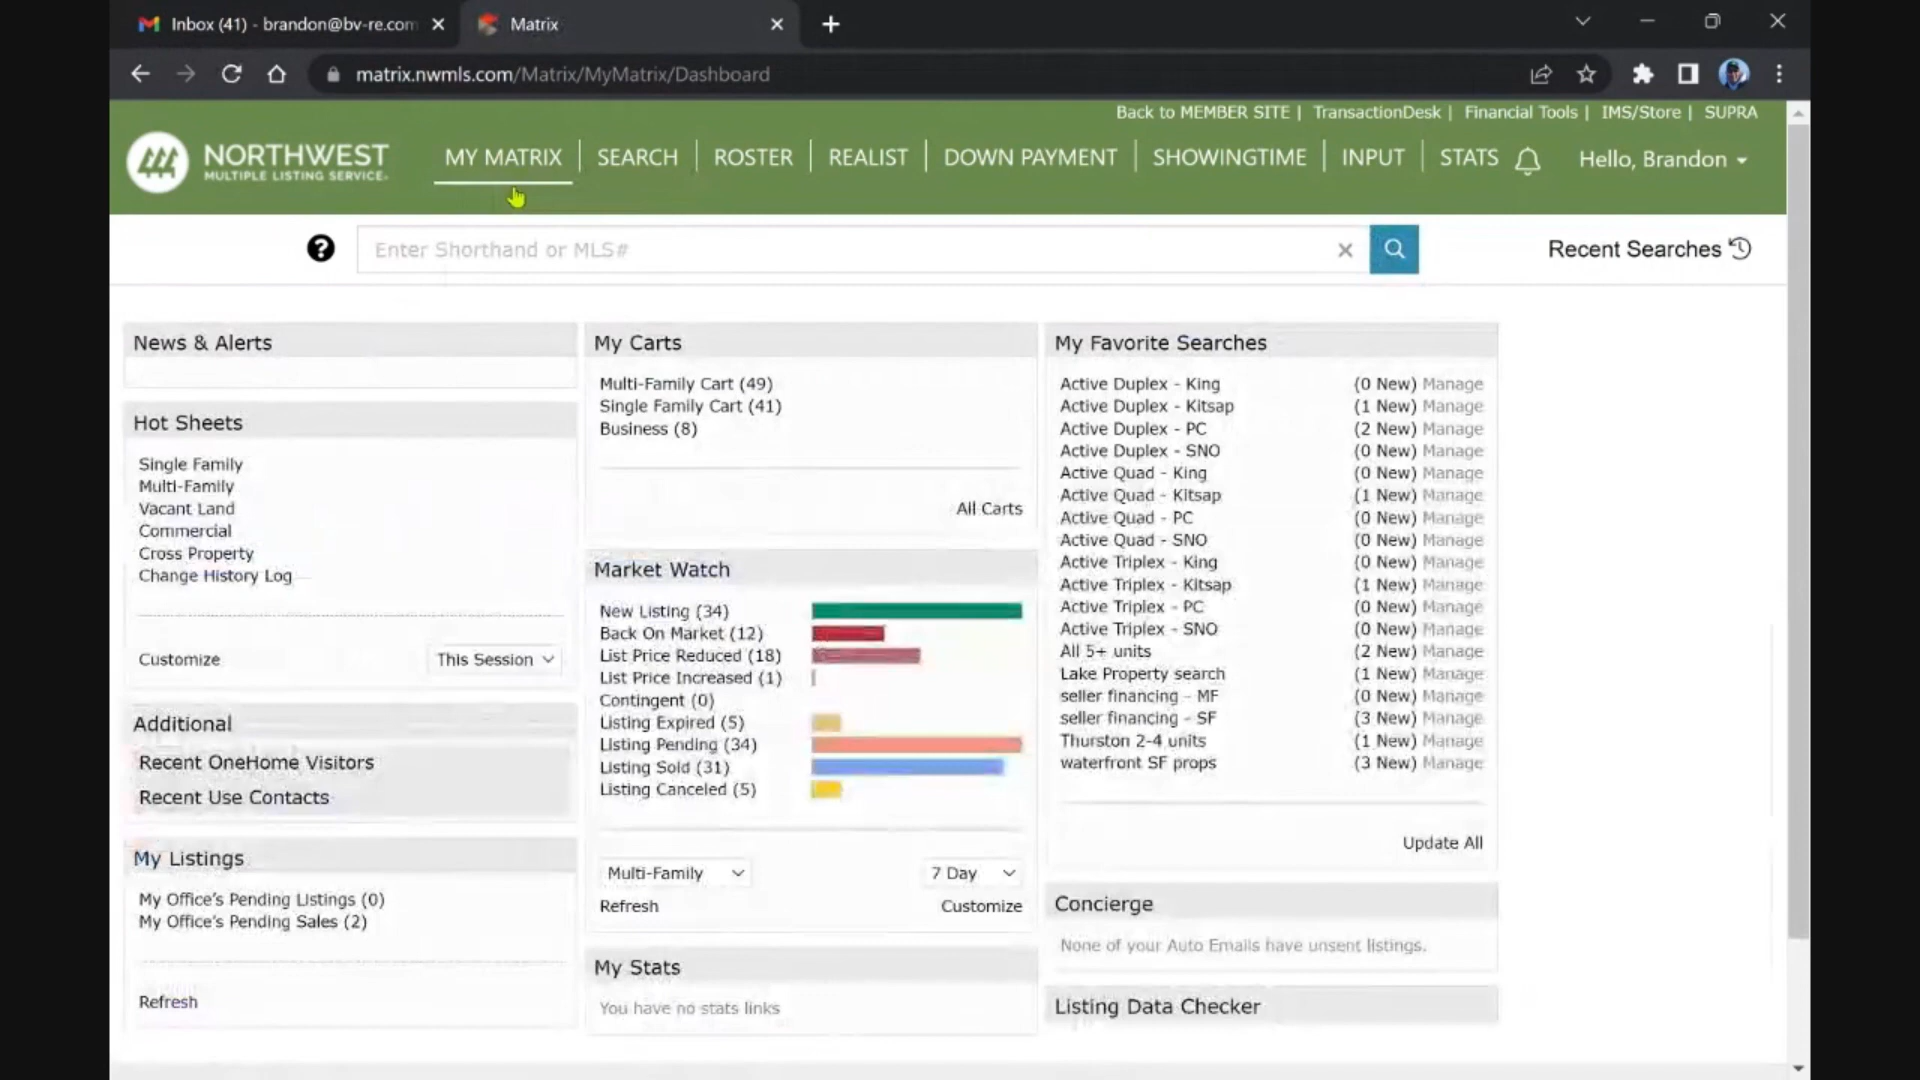 Inbox (41) - brandon@bv-re.com
Matrix
matrix.nwmls.com/Matrix/MyMatrix/Dashboard
Back to MEMBER SITE | TransactionDesk | Financial Tools | IMS/Store | SUPRA
NORTHWEST
MULTIPLE LISTING SERVICE
MY MATRIX | SEARCH | ROSTER | REALIST | DOWN PAYMENT | SHOWINGTIME | INPUT | STATS
Hello, Brandon
Enter Shorthand or MLS#
Recent Searches
News & Alerts
Hot Sheets
Single Family
Multi-Family
Vacant Land
Commercial
Cross Property
Change History Log
Customize
This Session
Additional
Recent OneHome Visitors
Recent Use Contacts
My Listings
My Office's Pending Listings (0)
My Office's Pending Sales (2)
Refresh
My Carts
Multi-Family Cart (49)
Single Family Cart (41)
Business (8)
All Carts
Market Watch
New Listing (34)
Back On Market (12)
List Price Reduced (18)
List Price Increased (1)
Contingent (0)
Listing Expired (5)
Listing Pending (34)
Listing Sold (31)
Listing Canceled (5)
Multi-Family
7 Day
Refresh
Customize
My Stats
You have no stats links
My Favorite Searches
Active Duplex - King (0 New) Manage
Active Duplex - Kitsap (1 New) Manage
Active Duplex - PC (2 New) Manage
Active Duplex - SNO (0 New) Manage
Active Quad - King (0 New) Manage
Active Quad - Kitsap (1 New) Manage
Active Quad - PC (0 New) Manage
Active Quad - SNO (0 New) Manage
Active Triplex - King (0 New) Manage
Active Triplex - Kitsap (1 New) Manage
Active Triplex - PC (0 New) Manage
Active Triplex - SNO (0 New) Manage
All 5+ units (2 New) Manage
Lake Property search (1 New) Manage
seller financing - MF (0 New) Manage
seller financing - SF (3 New) Manage
Thurston 2-4 units (1 New) Manage
waterfront SF props (3 New) Manage
Update All
Concierge
None of your Auto Emails have unsent listings.
Listing Data Checker